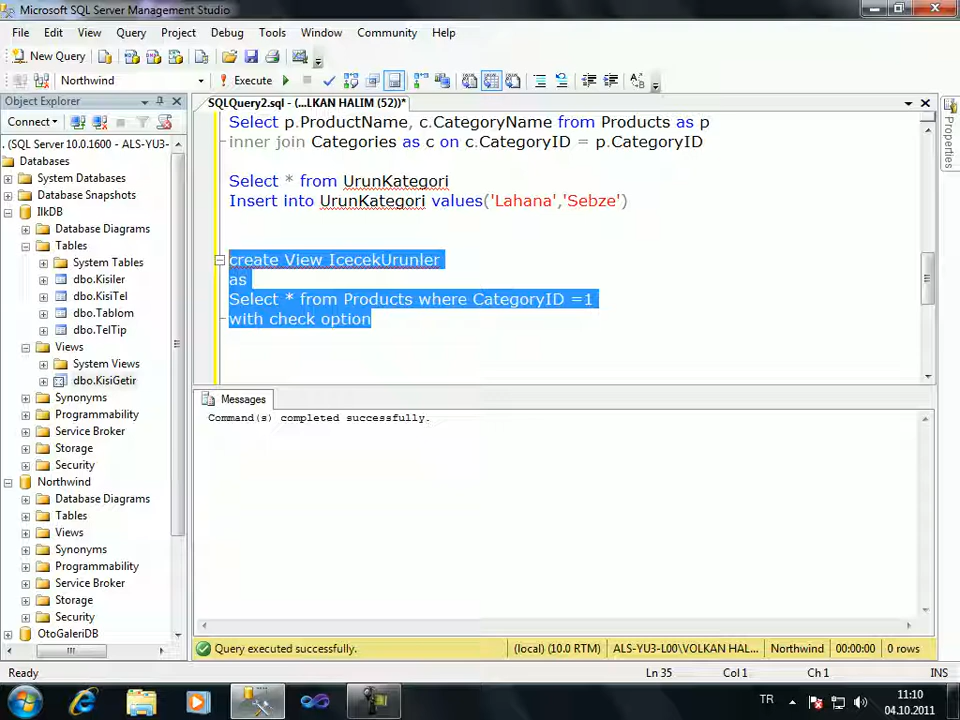 Microsoft SQL Server Management Studio
File Edit View Query Project Debug Tools Window Community Help
New Query
Northwind Execute
Object Explorer
SQLQuery2.sql - (...LKAN HALIM (52))*
Connect
. (SQL Server 10.0.1600 - ALS-YU3-
Databases
System Databases
Database Snapshots
IlkDB
Database Diagrams
Tables
System Tables
dbo.Kisiler
dbo.KisiTel
dbo.Tablom
dbo.TelTip
Views
System Views
dbo.KisiGetir
Synonyms
Programmability
Service Broker
Storage
Security
Northwind
Database Diagrams
Tables
Views
Synonyms
Programmability
Service Broker
Storage
Security
OtoGaleriDB
Select p.ProductName, c.CategoryName from Products as p
inner join Categories as c on c.CategoryID = p.CategoryID
Select * from UrunKategori
Insert into UrunKategori values('Lahana','Sebze')
create View IcecekUrunler
as
Select * from Products where CategoryID =1
with check option
Messages
Command(s) completed successfully.
Properties
Query executed successfully. (local) (10.0 RTM) ALS-YU3-L00\VOLKAN HAL... Northwind 00:00:00 0 rows
Ready Ln 35 Col 1 Ch 1 INS
TR 11:10
04.10.2011